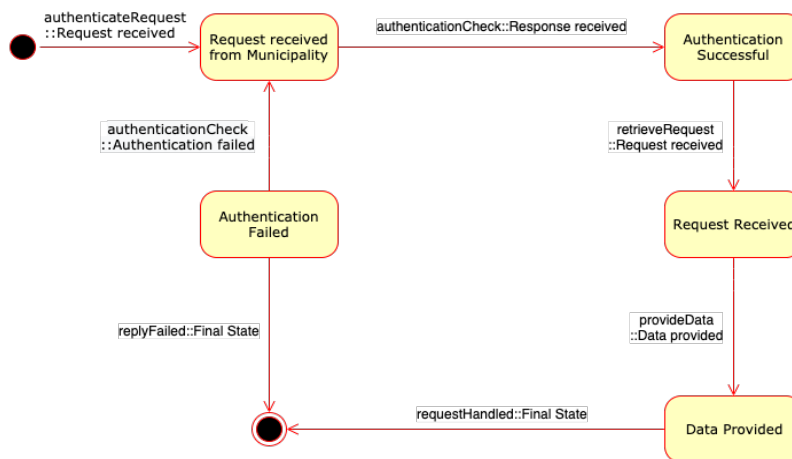 authenticateRequest
::Request received
Request received
from Municipality
authenticationCheck::Response received
Authentication
Successful
authenticationCheck
::Authentication failed
retrieveRequest
::Request received
Authentication
Failed
Request Received
replyFailed::Final State
provideData
::Data provided
requestHandled::Final State
Data Provided